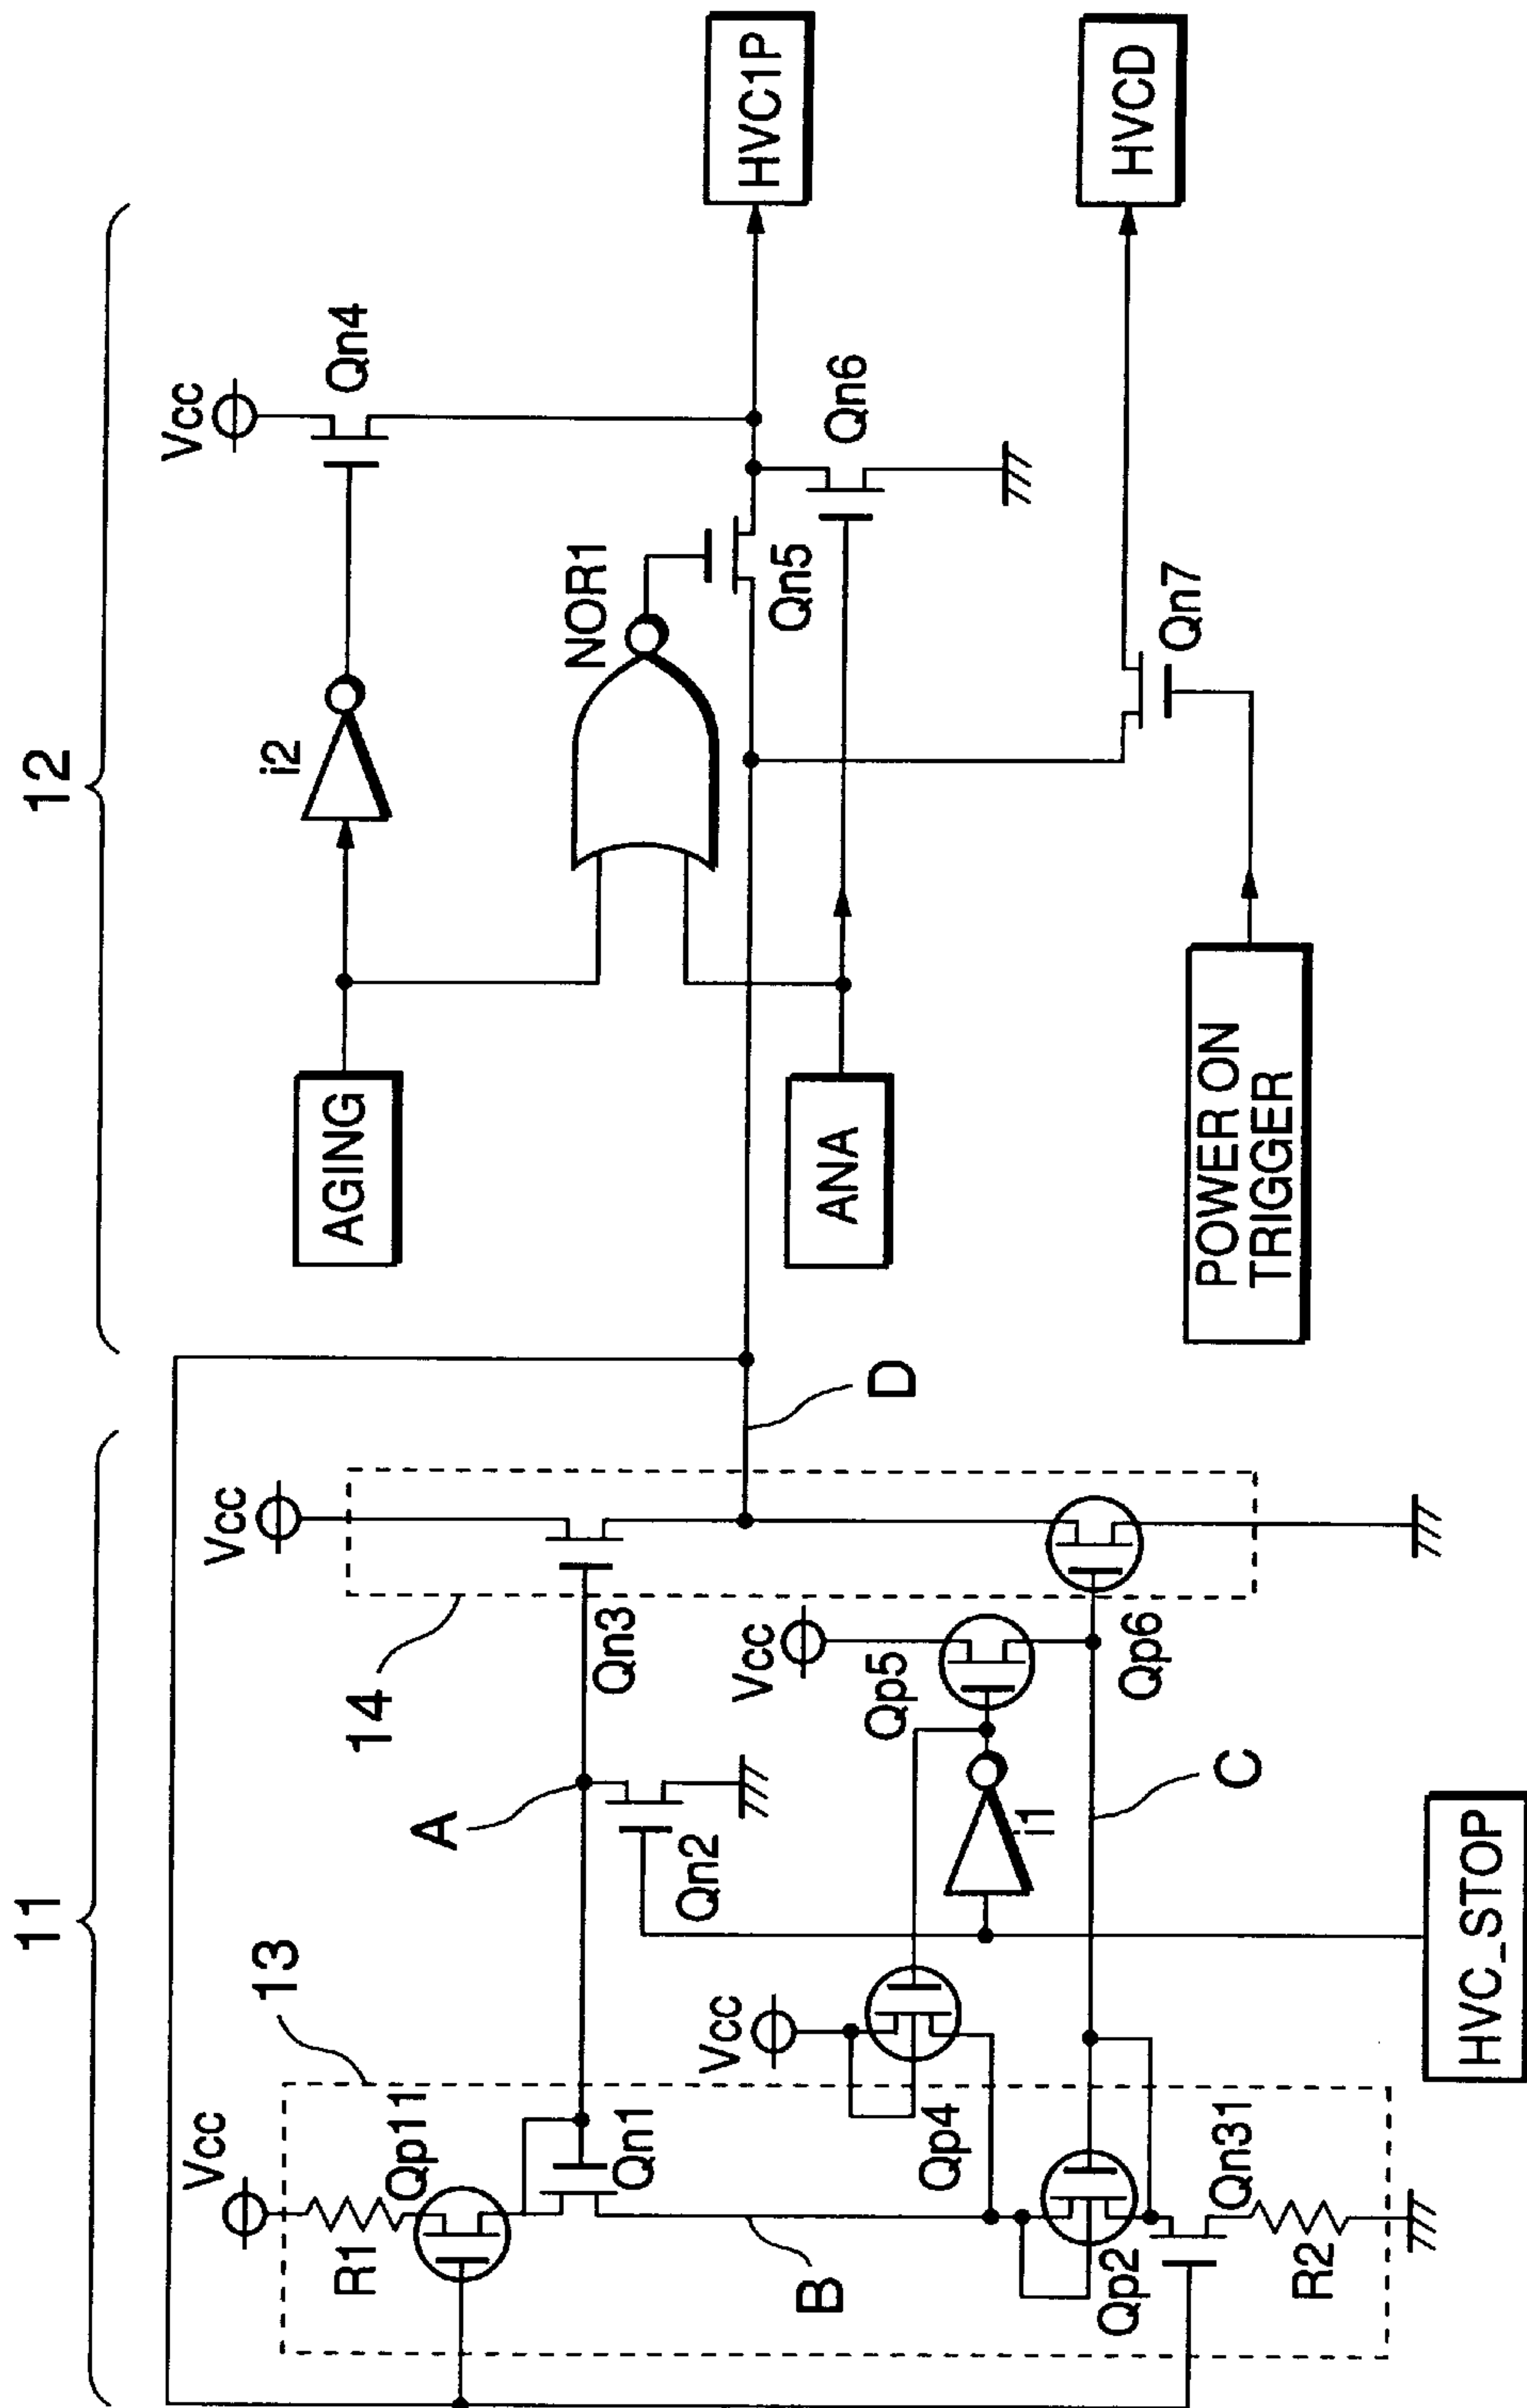 11
12
13
Vcc
R1
Qp11
Qn1
A
14
Vcc
Qn3
Qn2
Vcc
Qp4
B
Qp2
Qn31
R2
Vcc
Qp5
i1
Qp6
C
D
HVC_STOP
AGING
i2
Vcc
Qn4
NOR1
Qn5
ANA
Qn6
HVC1P
POWER ON
TRIGGER
Qn7
HVCD